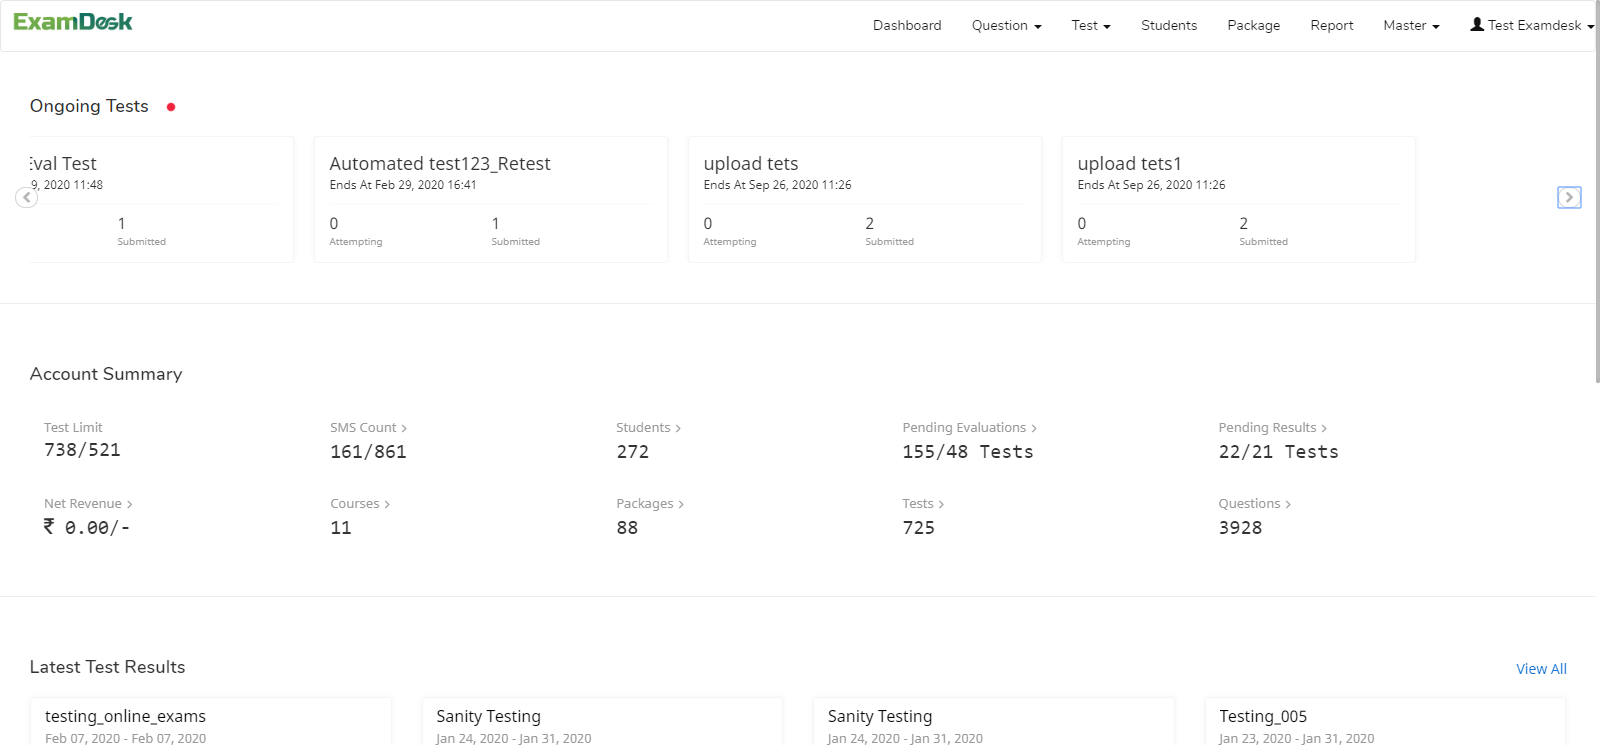 ExamDesk
Dashboard Question Test Students Package Report Master Test Examdesk
Ongoing Tests
Eval Test
9, 2020 11:48
1
Submitted
Automated test123_Retest
Ends At Feb 29, 2020 16:41
0 1
Attempting Submitted
upload tets
Ends At Sep 26, 2020 11:26
0 2
Attempting Submitted
upload tets1
Ends At Sep 26, 2020 11:26
0 2
Attempting Submitted
Account Summary
Test Limit
738/521
SMS Count >
161/861
Students >
272
Pending Evaluations >
155/48 Tests
Pending Results >
22/21 Tests
Net Revenue >
₹ 0.00/-
Courses >
11
Packages >
88
Tests >
725
Questions >
3928
Latest Test Results
View All
testing_online_exams
Feb 07, 2020 - Feb 07, 2020
Sanity Testing
Jan 24, 2020 - Jan 31, 2020
Sanity Testing
Jan 24, 2020 - Jan 31, 2020
Testing_005
Jan 23, 2020 - Jan 31, 2020